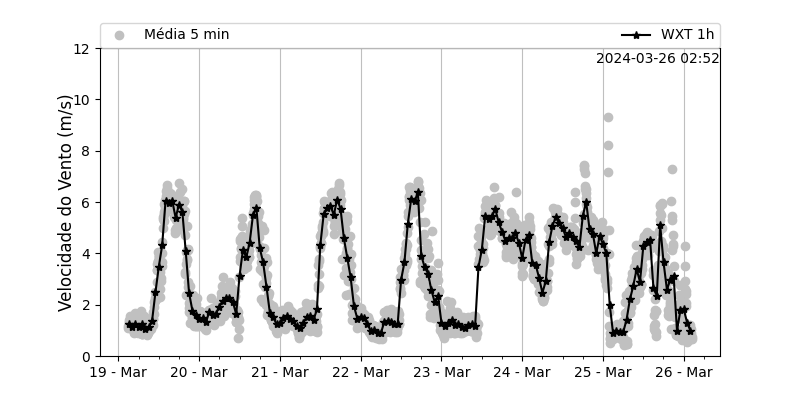 Média 5 min
WXT 1h
2024-03-26 02:52
Velocidade do Vento (m/s)
12
10
8
6
4
2
0
19 - Mar
20 - Mar
21 - Mar
22 - Mar
23 - Mar
24 - Mar
25 - Mar
26 - Mar